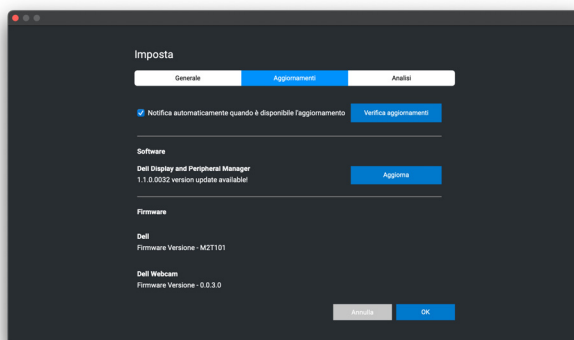 Imposta
Generale Aggiornamenti Analisi
Notifica automaticamente quando è disponibile l'aggiornamento Verifica aggiornamenti
Software
Dell Display and Peripheral Manager
1.1.0.0032 version update available!
Aggiorna
Firmware
Dell
Firmware Versione - M2T101
Dell Webcam
Firmware Versione - 0.0.3.0
Annulla OK